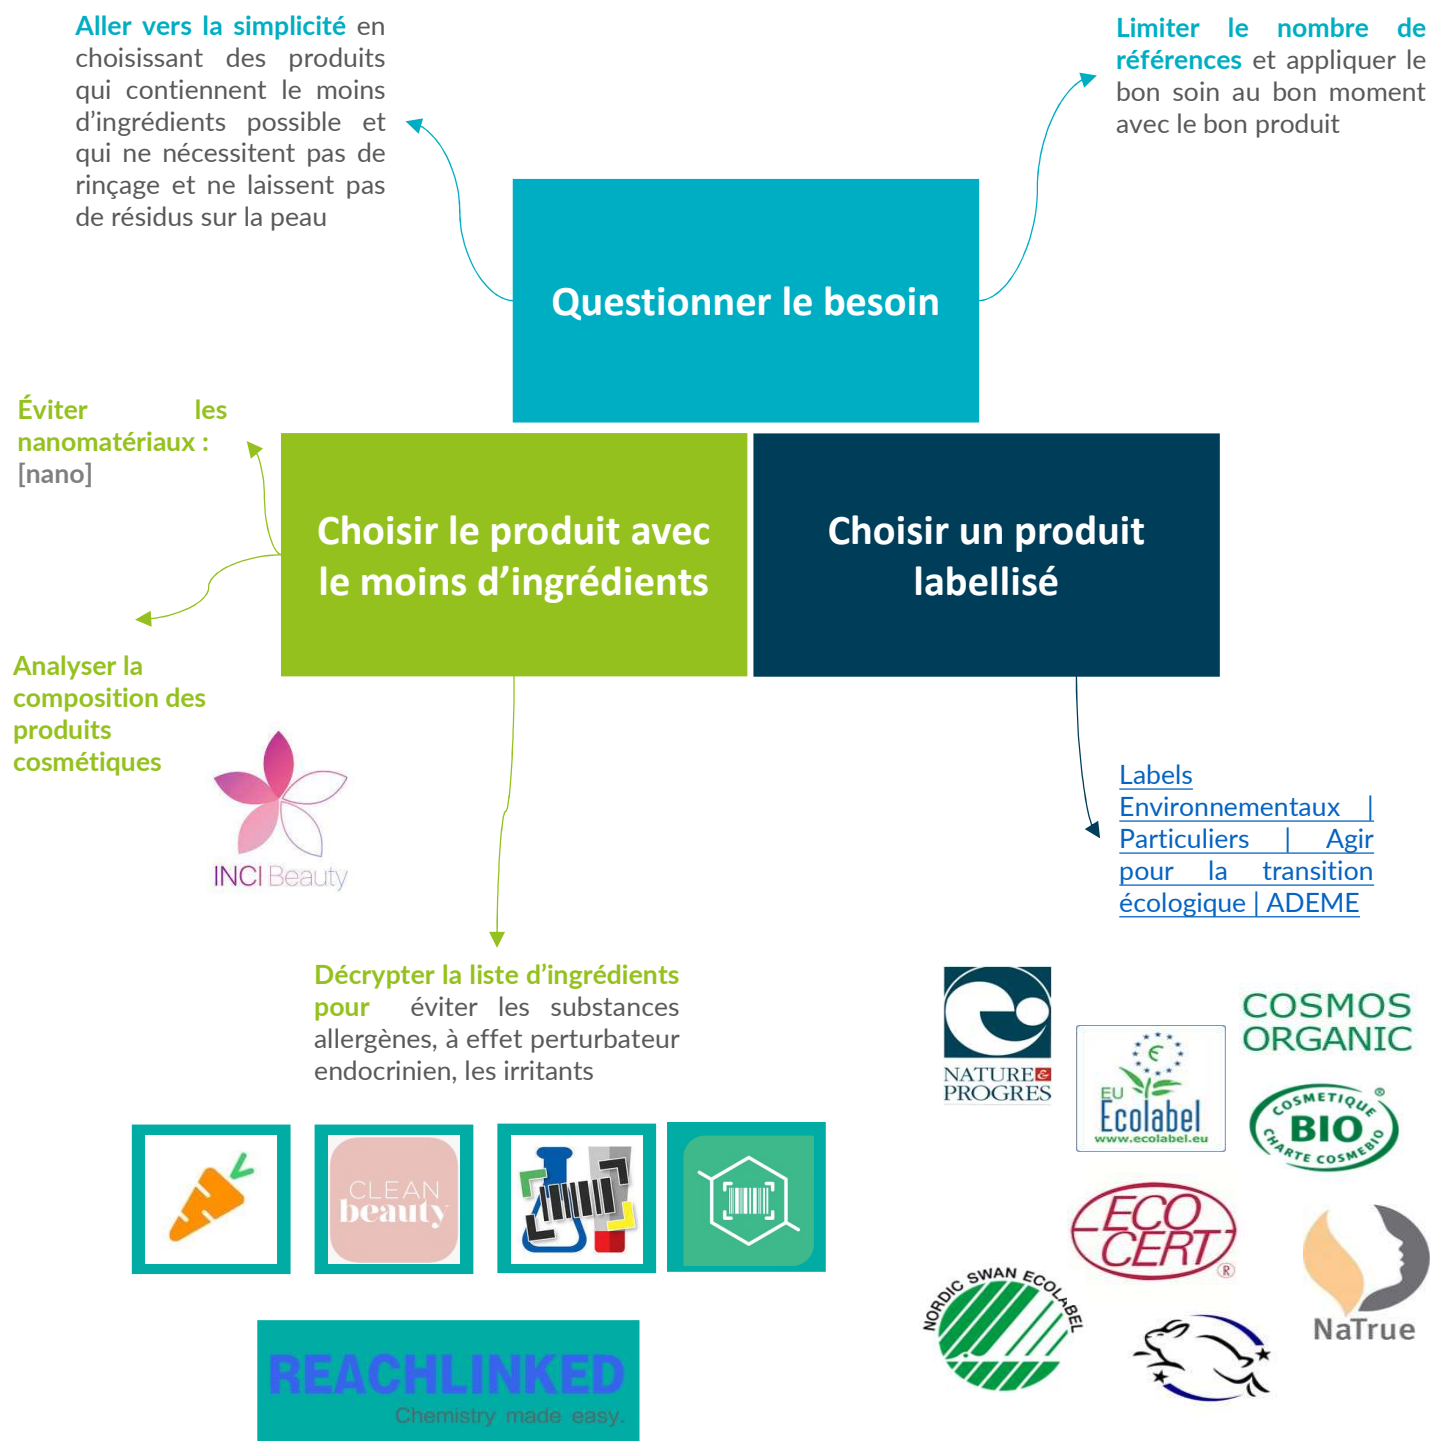 Aller vers la simplicité en
choisissant des produits
qui contiennent le moins
d’ingrédients possible et
qui ne nécessitent pas de
rinçage et ne laissent pas
de résidus sur la peau
Limiter le nombre de
références et appliquer le
bon soin au bon moment
avec le bon produit
Questionner le besoin
Éviter les
nanomatériaux :
[nano]
Choisir le produit avec
le moins d’ingrédients
Choisir un produit
labellisé
Analyser la
composition des
produits
cosmétiques
INCI Beauty
Labels
Environnementaux |
Particuliers | Agir
pour la transition
écologique | ADEME
Décrypter la liste d’ingrédients
pour éviter les substances
allergènes, à effet perturbateur
endocrinien, les irritants
CLEAN
beauty
REACHLINKED
Chemistry made easy.
NATURE&
PROGRES
EU
Ecolabel
www.ecolabel.eu
COSMOS
ORGANIC
COSMETIQUE ®
BIO
CHARTE COSMEBIO
ECO
CERT
®
NORDIC SWAN ECOLABEL
NaTrue